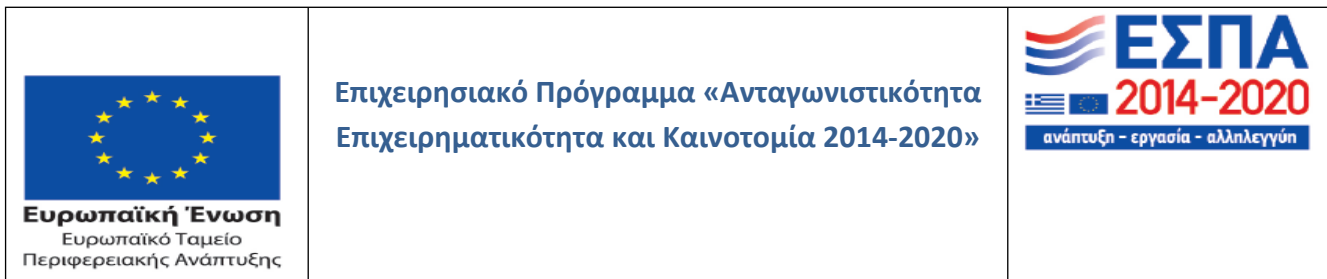 Ευρωπαϊκή Ένωση
Ευρωπαϊκό Ταμείο
Περιφερειακής Ανάπτυξης
Επιχειρησιακό Πρόγραμμα «Ανταγωνιστικότητα
Επιχειρηματικότητα και Καινοτομία 2014-2020»
ΕΣΠΑ
2014-2020
ανάπτυξη - εργασία - αλληλεγγύη